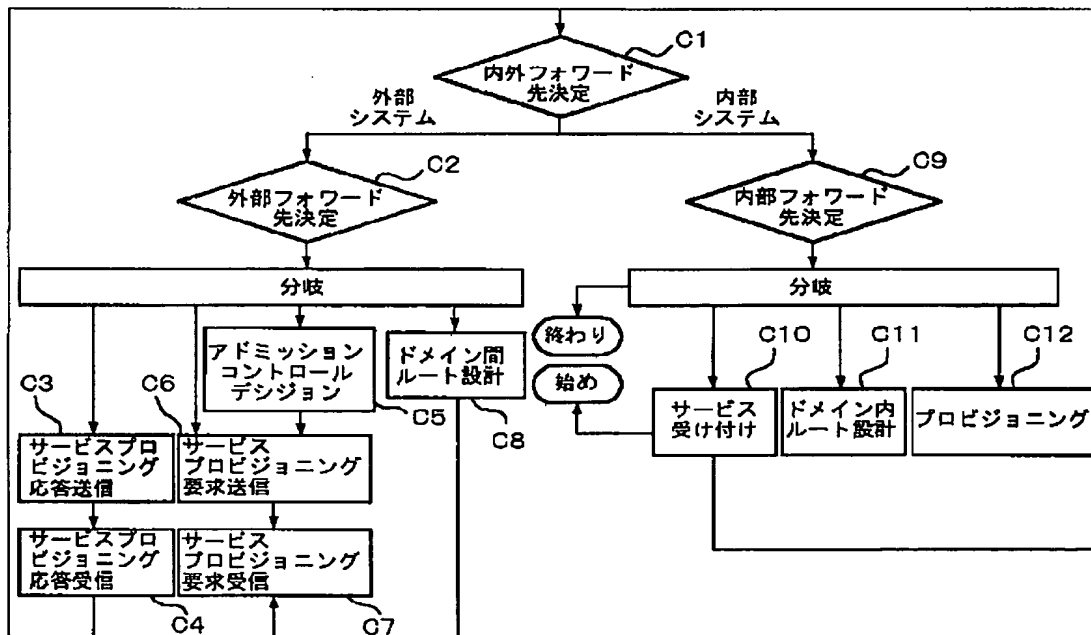 C1
内外フォワード
先決定
外部
システム
内部
システム
C2
外部フォワード
先決定
C9
内部フォワード
先決定
分岐
分岐
終わり
始め
C3
C6
アドミッション
コントロール
デシジョン
C5
ドメイン間
ルート設計
C8
C10
サービス
受け付け
C11
ドメイン内
ルート設計
C12
プロビジョニング
サービスプロ
ビジョニング
応答送信
サービス
プロビジョニング
要求送信
サービスプロ
ビジョニング
応答受信
C4
サービス
プロビジョニング
要求受信
C7